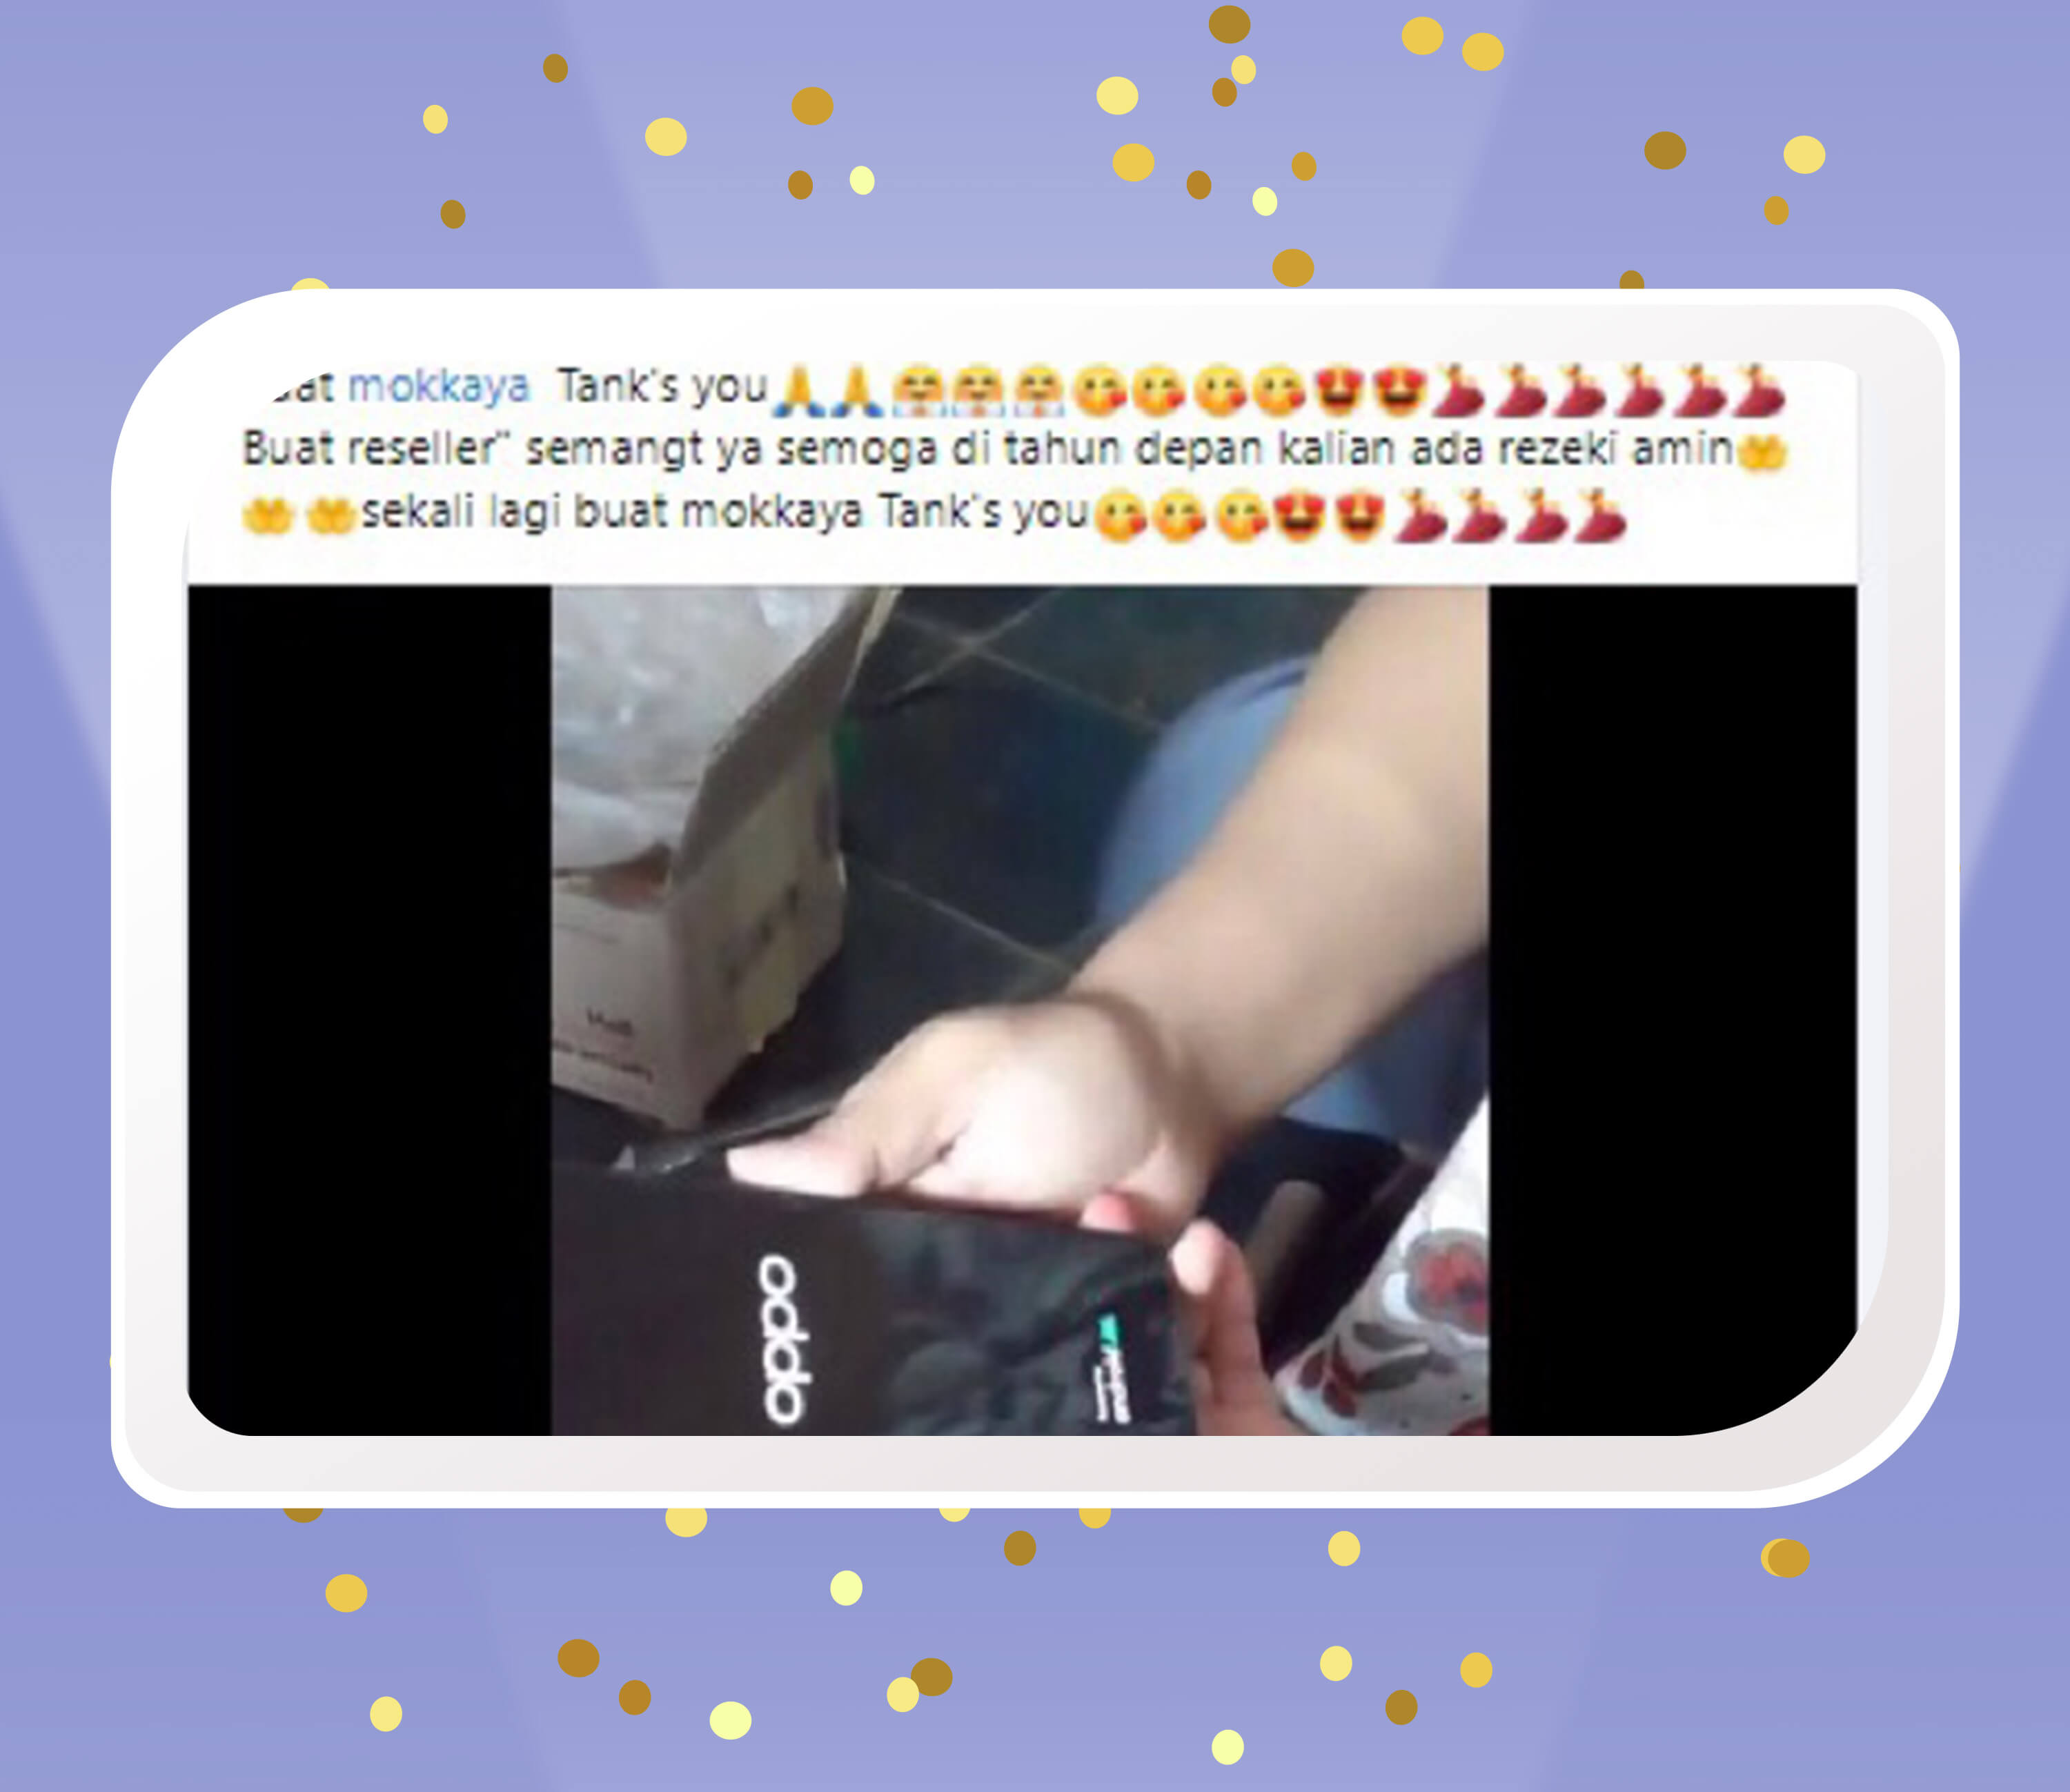 mokkaya Tank's you🙏🙏🤗🤗🤗😋😋😋😋😍😍💃💃💃💃💃💃
Buat reseller" semangt ya semoga di tahun depan kalian ada rezeki amin🤲
🤲🤲sekali lagi buat mokkaya Tank's you😋😋😋😍😍💃💃💃💃
oppo